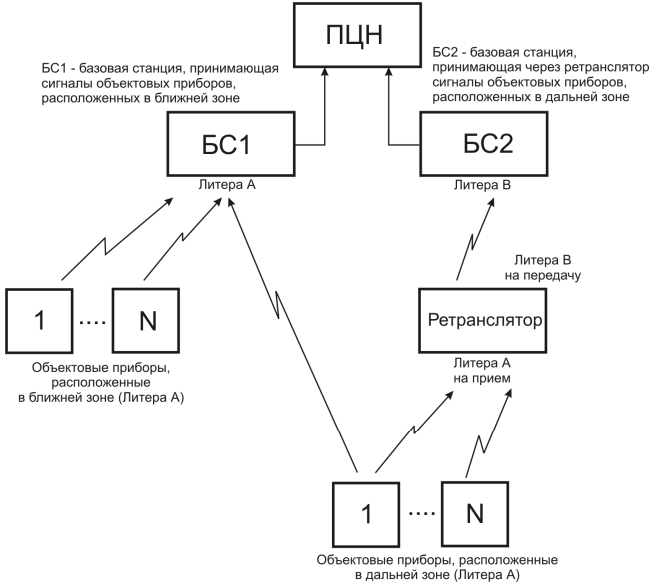 ПЦН
БС1 - базовая станция, принимающая
сигналы объектовых приборов,
расположенных в ближней зоне
БС2 - базовая станция,
принимающая через ретранслятор
сигналы объектовых приборов,
расположенных в дальней зоне
БС1
БС2
Литера А
Литера В
Литера В
на передачу
1 .... N
Ретранслятор
Объектовые приборы,
расположенные
в ближней зоне (Литера А)
Литера А
на прием
1 .... N
Объектовые приборы, расположенные
в дальней зоне (Литера А)